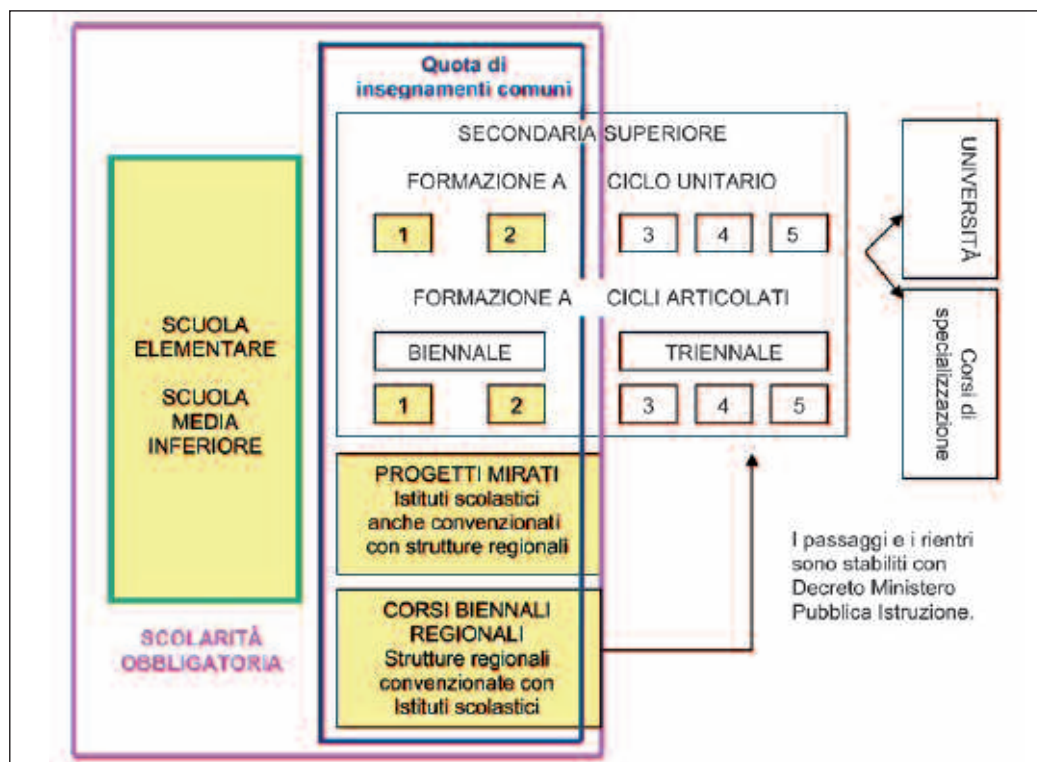 Quota di
insegnamenti comuni
SECONDARIA SUPERIORE
FORMAZIONE A CICLO UNITARIO
1 2 3 4 5
FORMAZIONE A CICLI ARTICOLATI
BIENNALE TRIENNALE
1 2 3 4 5
SCUOLA
ELEMENTARE
SCUOLA
MEDIA
INFERIORE
SCOLARITÀ
OBBLIGATORIA
PROGETTI MIRATI
Istituti scolastici
anche convenzionati
con strutture regionali
CORSI BIENNALI
REGIONALI
Strutture regionali
convenzionate con
Istituti scolastici
UNIVERSITÀ
Corsi di
specializzazione
I passaggi e i rientri
sono stabiliti con
Decreto Ministero
Pubblica Istruzione.